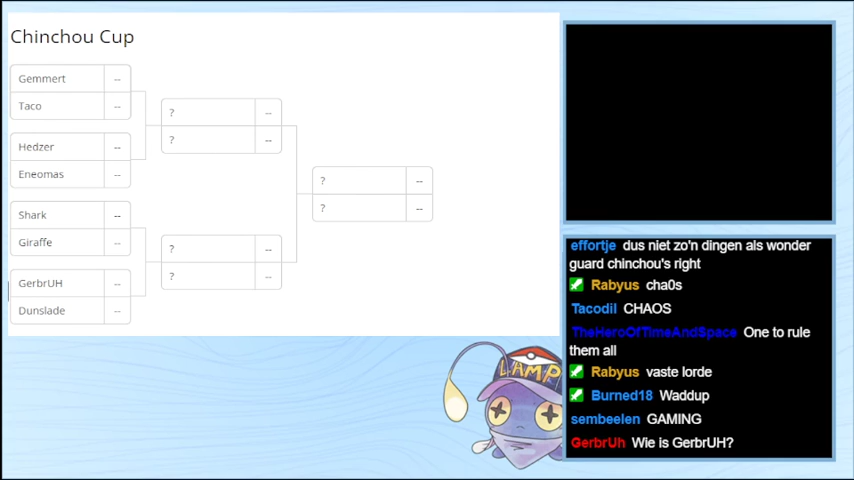 Chinchou Cup
Gemmert --
Taco --
Hedzer --
Eneomas --
Shark --
Giraffe --
GerbrUH --
Dunslade --
? --
? --
? --
? --
? --
? --
LAMP
effortje dus niet zo'n dingen als wonder
guard chinchou's right
Rabyus cha0s
Tacodil CHAOS
TheHeroOfTimeAndSpace One to rule
them all
Rabyus vaste lorde
Burned18 Waddup
sembeelen GAMING
GerbrUh Wie is GerbrUH?